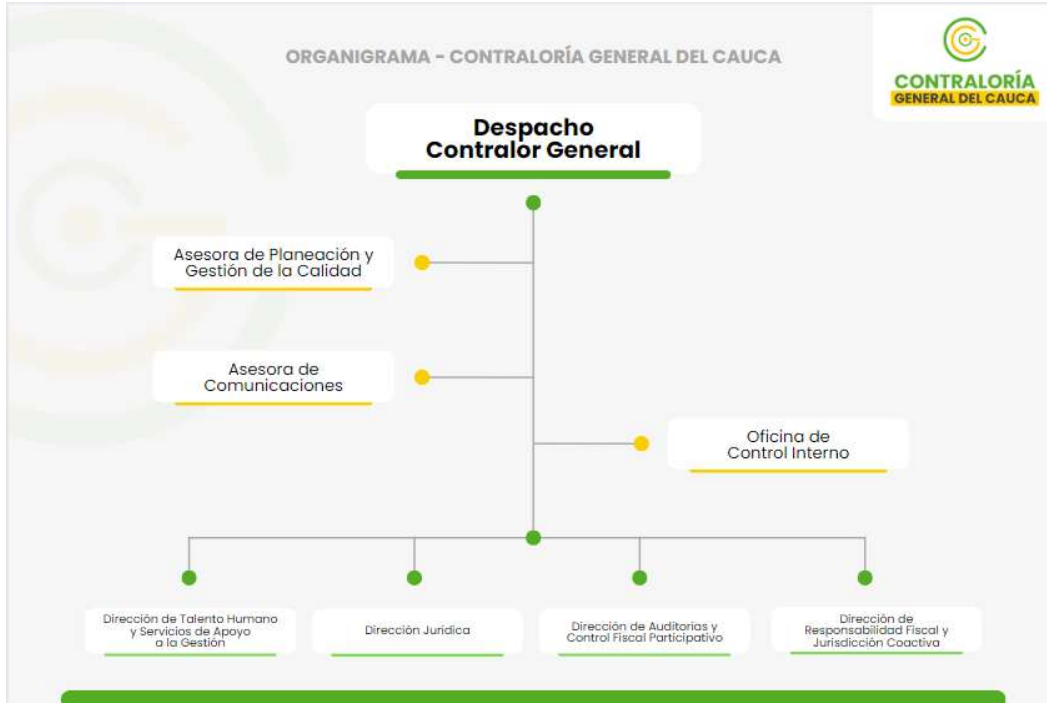 ORGANIGRAMA - CONTRALORÍA GENERAL DEL CAUCA
CONTRALORÍA
GENERAL DEL CAUCA
Despacho
Contralor General
Asesora de Planeación y
Gestión de la Calidad
Asesora de
Comunicaciones
Oficina de
Control Interno
Dirección de Talento Humano
y Servicios de Apoyo
a la Gestión
Dirección Jurídica
Dirección de Auditorias y
Control Fiscal Participativo
Dirección de
Responsabilidad Fiscal y
Jurisdicción Coactiva